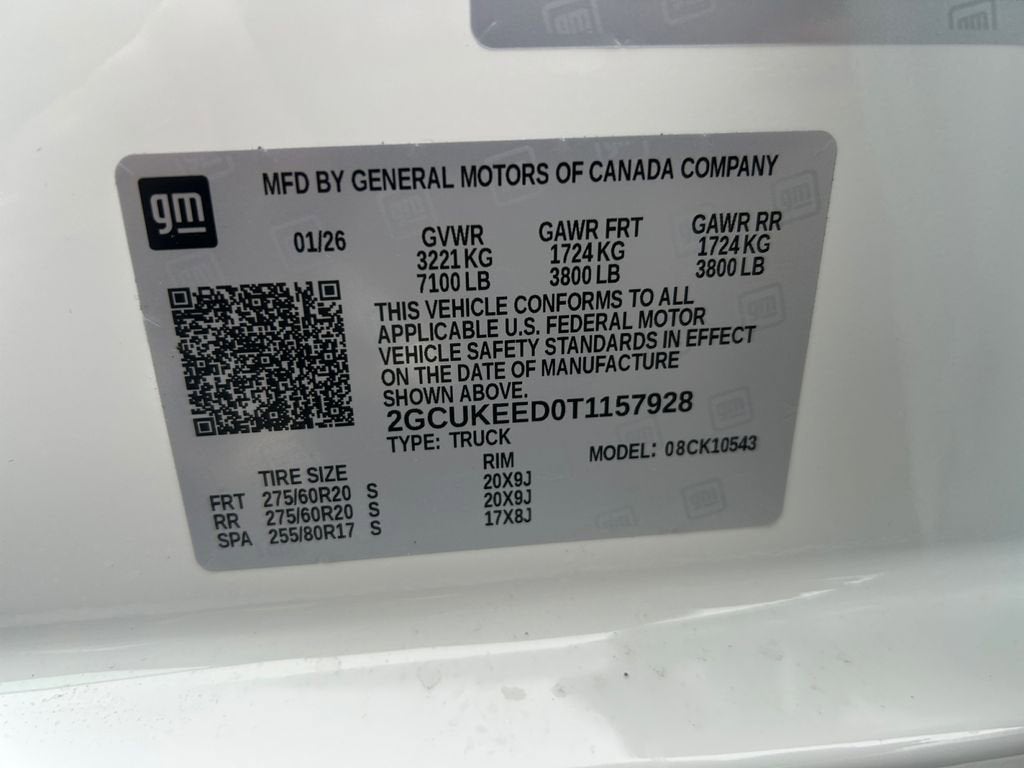 gm
MFD BY GENERAL MOTORS OF CANADA COMPANY
01/26
GVWR GAWR FRT GAWR RR
3221 KG 1724 KG 1724 KG
7100 LB 3800 LB 3800 LB
THIS VEHICLE CONFORMS TO ALL
APPLICABLE U.S. FEDERAL MOTOR
VEHICLE SAFETY STANDARDS IN EFFECT
ON THE DATE OF MANUFACTURE
SHOWN ABOVE.
2GCUKEED0T1157928
TYPE: TRUCK
MODEL: 08CK10543
TIRE SIZE RIM
FRT 275/60R20 S 20X9J
RR 275/60R20 S 20X9J
SPA 255/80R17 S 17X8J